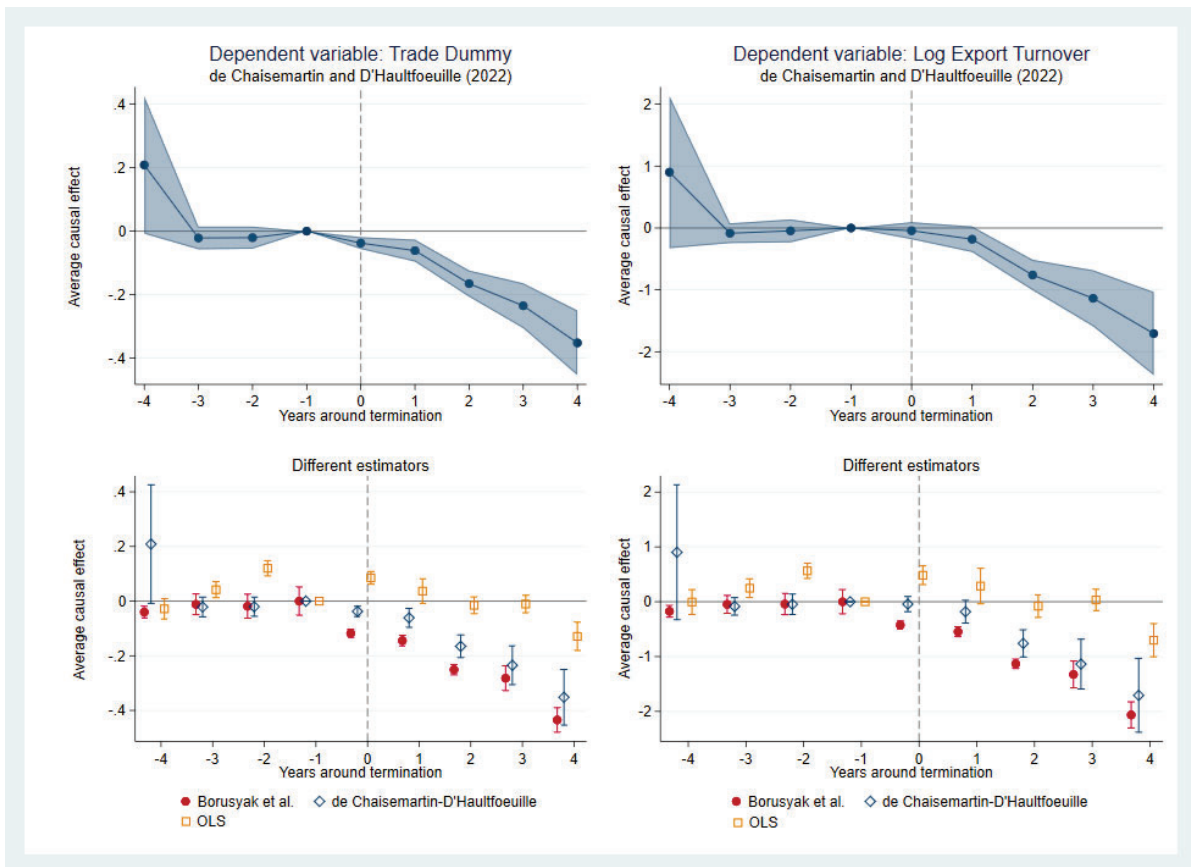 Dependent variable: Trade Dummy
de Chaisemartin and D'Haultfoeuille (2022)
Average causal effect
.4
.2
0
-.2
-.4
-4 -3 -2 -1 0 1 2 3 4
Years around termination
Dependent variable: Log Export Turnover
de Chaisemartin and D'Haultfoeuille (2022)
Average causal effect
2
1
0
-1
-2
-4 -3 -2 -1 0 1 2 3 4
Years around termination
Different estimators
Average causal effect
.4
.2
0
-.2
-.4
-4 -3 -2 -1 0 1 2 3 4
Years around termination
Borusyak et al. de Chaisemartin-D'Haultfoeuille
OLS
Different estimators
Average causal effect
2
1
0
-1
-2
-4 -3 -2 -1 0 1 2 3 4
Years around termination
Borusyak et al. de Chaisemartin-D'Haultfoeuille
OLS